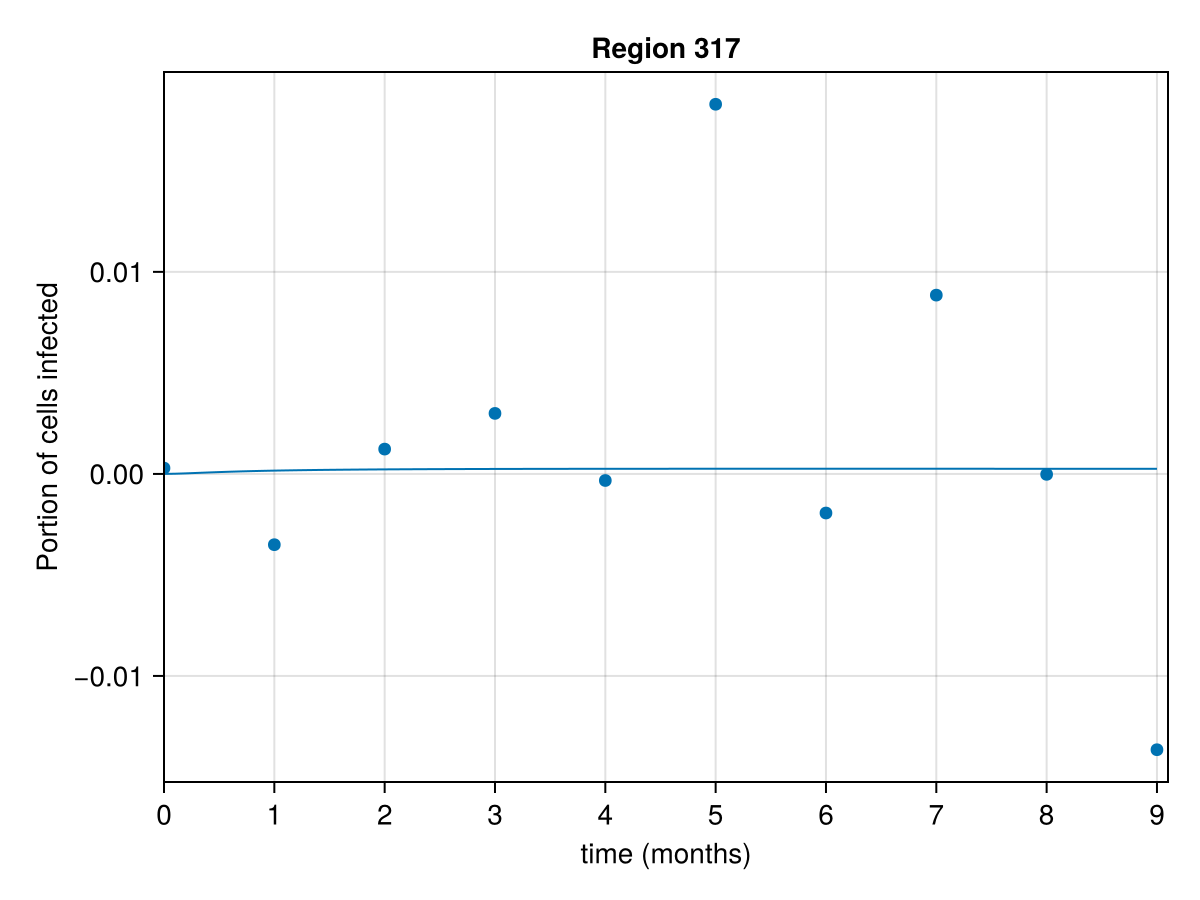 Region 317
Portion of cells infected
0.01
0.00
−0.01
0 1 2 3 4 5 6 7 8 9
time (months)